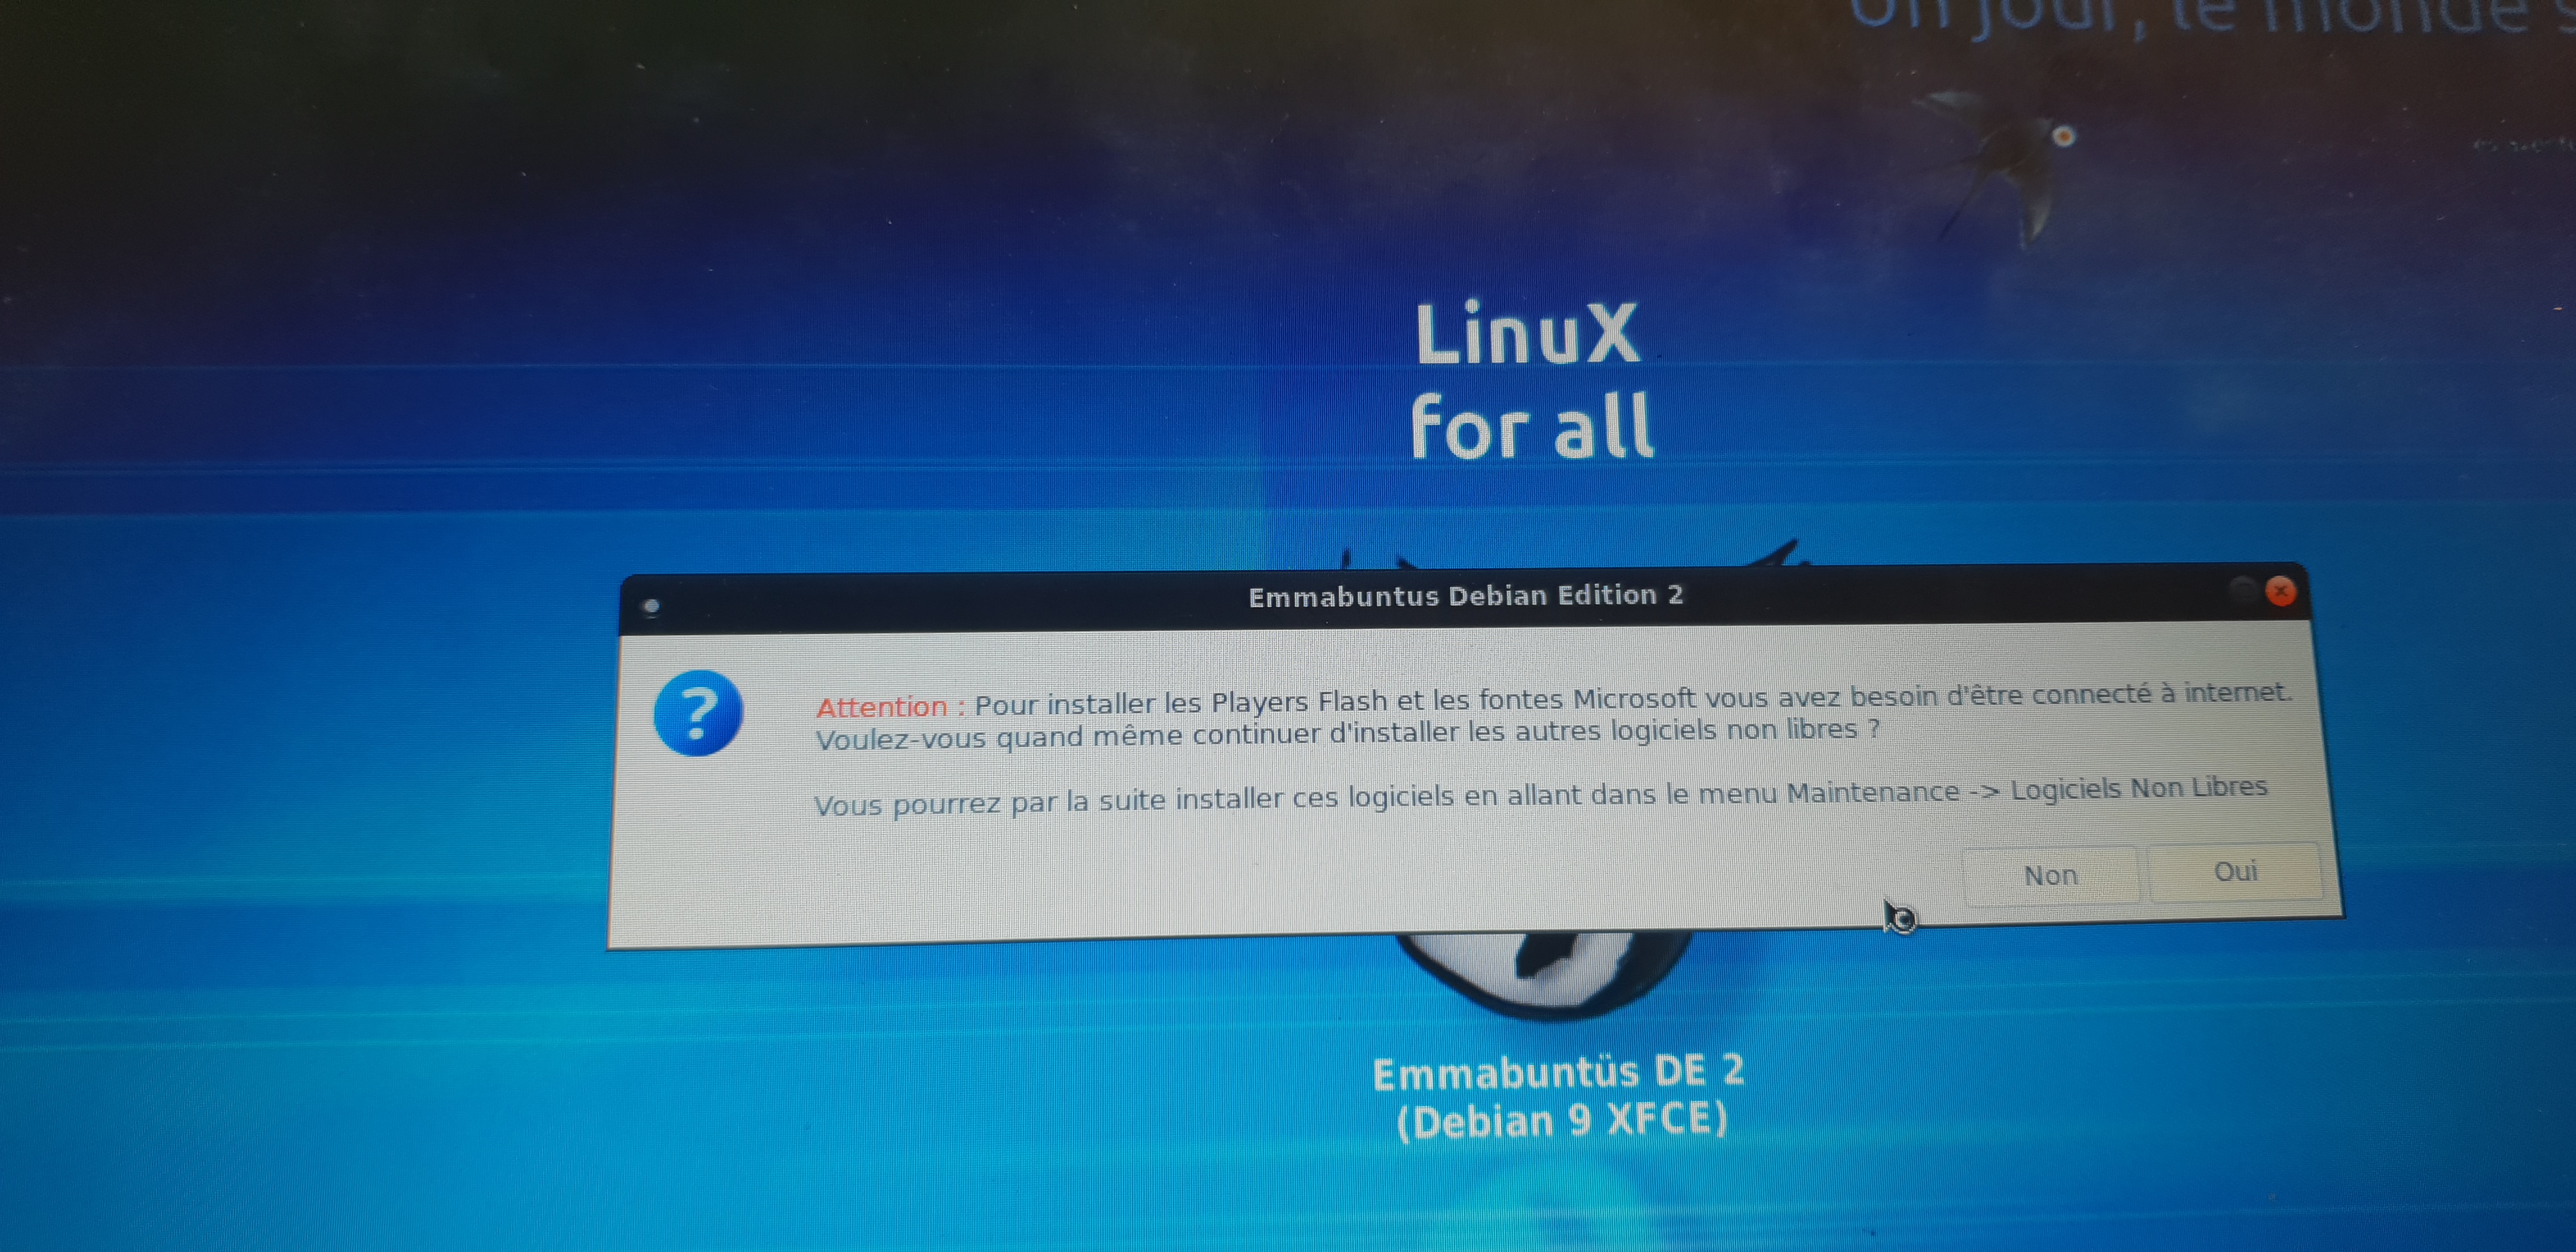 un jour, le monde
LinuX
for all
Emmabuntus Debian Edition 2
Attention : Pour installer les Players Flash et les fontes Microsoft vous avez besoin d'être connecté à internet.
Voulez-vous quand même continuer d'installer les autres logiciels non libres ?
Vous pourrez par la suite installer ces logiciels en allant dans le menu Maintenance -> Logiciels Non Libres
Non
Oui
Emmabuntüs DE 2
(Debian 9 XFCE)